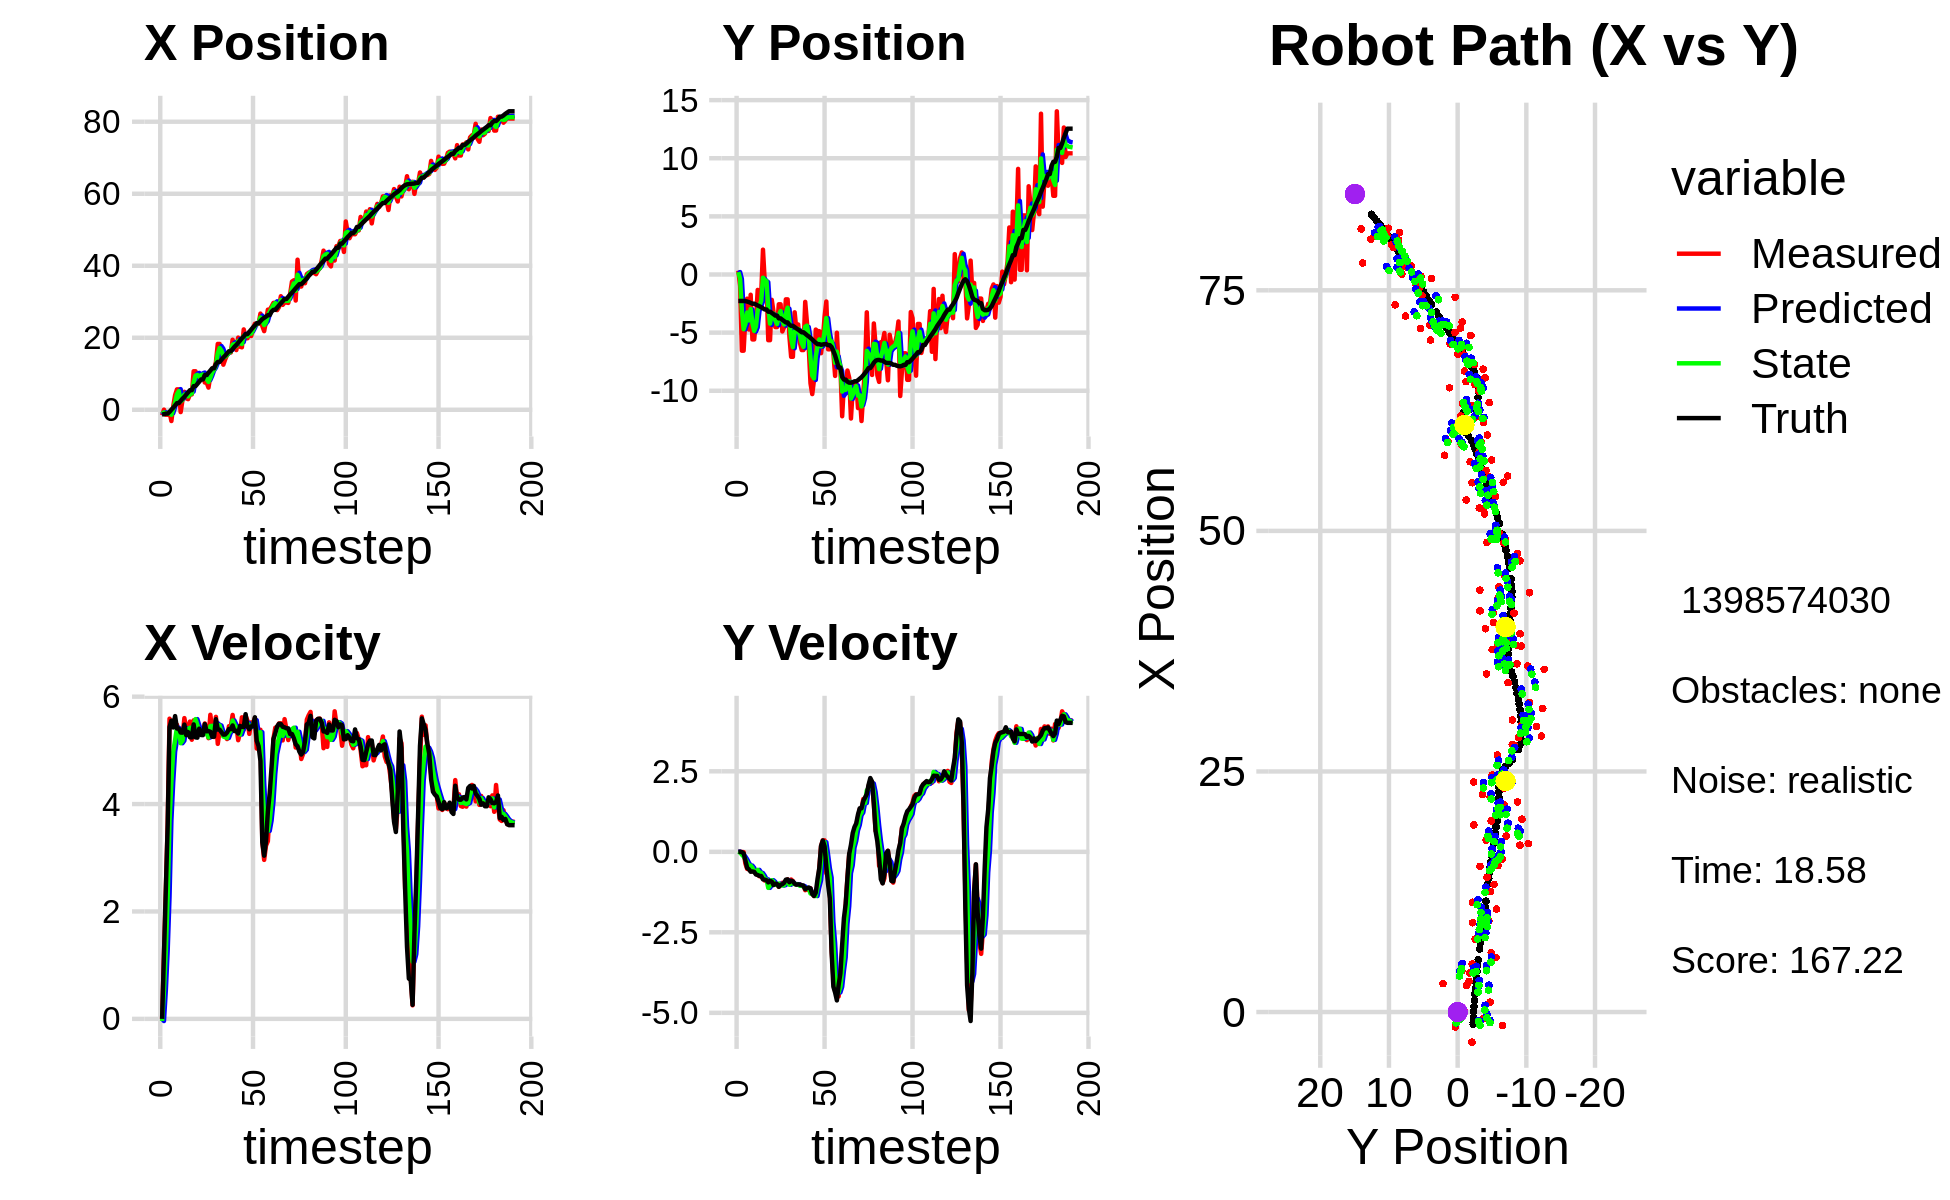 X Position
80
60
40
20
0
0 50 100 150 200
timestep
Y Position
15
10
5
0
-5
-10
0 50 100 150 200
timestep
X Velocity
6
4
2
0
0 50 100 150 200
timestep
Y Velocity
2.5
0.0
-2.5
-5.0
0 50 100 150 200
timestep
Robot Path (X vs Y)
X Position
75
50
25
0
20 10 0 -10 -20
Y Position
variable
Measured
Predicted
State
Truth
1398574030
Obstacles: none
Noise: realistic
Time: 18.58
Score: 167.22